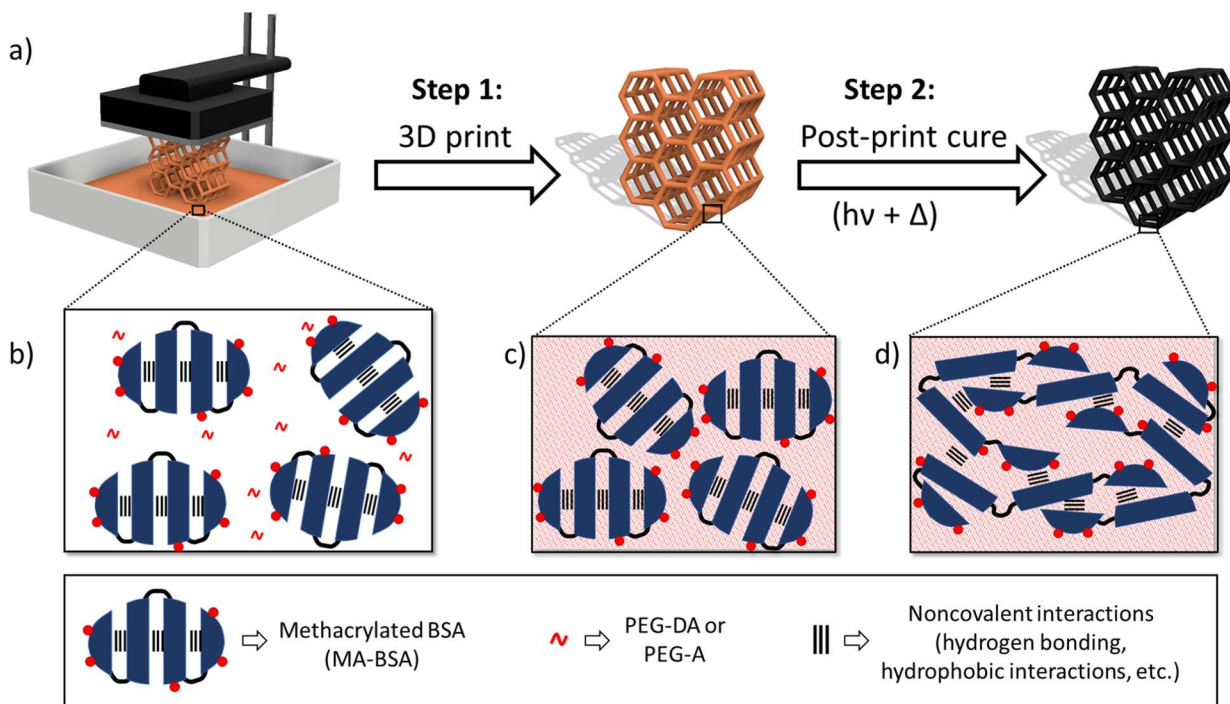 a)
Step 1:
3D print
Step 2:
Post-print cure
(hν + Δ)
b)
c)
d)
Methacrylated BSA
(MA-BSA)
PEG-DA or
PEG-A
Noncovalent interactions
(hydrogen bonding,
hydrophobic interactions, etc.)